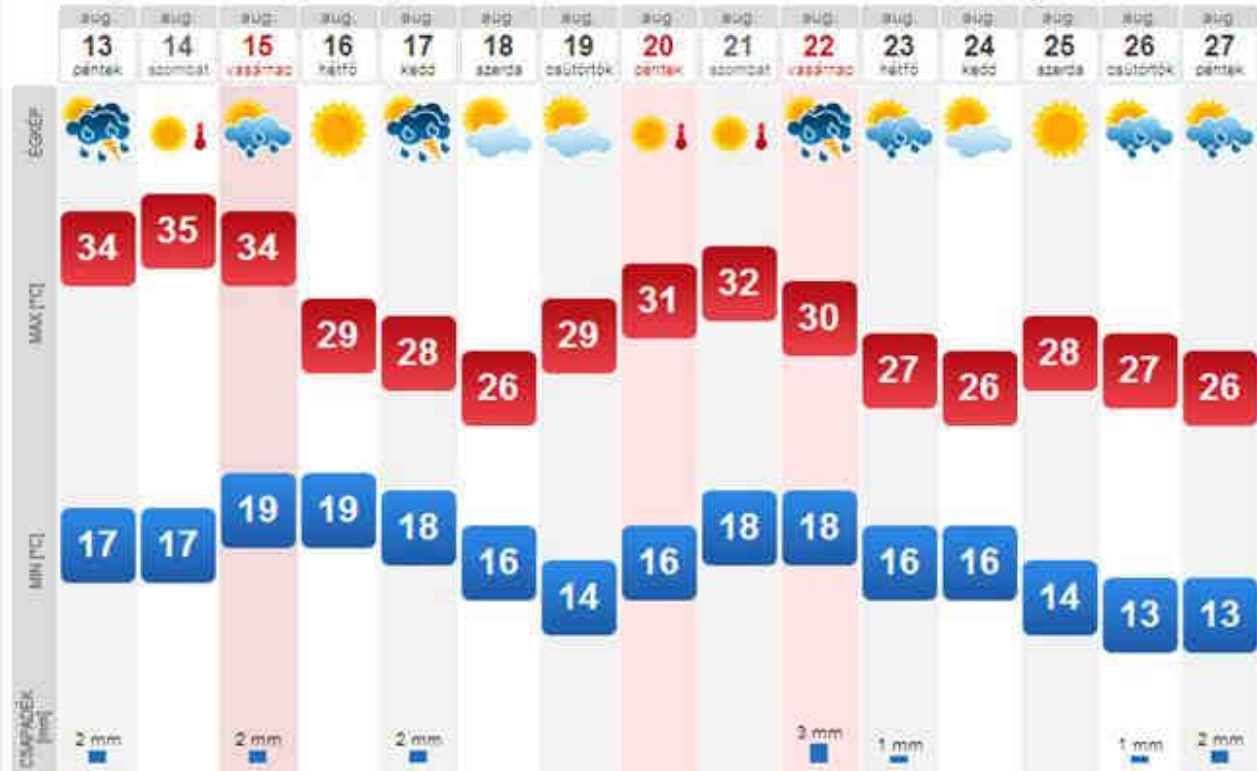 aug. aug. aug. aug. aug. aug. aug. aug. aug. aug. aug. aug. aug. aug. aug.
13 14 15 16 17 18 19 20 21 22 23 24 25 26 27
péntek szombat vasárnap hétfő kedd szerda csütörtök péntek szombat vasárnap hétfő kedd szerda csütörtök péntek
ÉGKÉP
MAX [°C]
34 35 34 29 28 26 29 31 32 30 27 26 28 27 26
MIN [°C]
17 17 19 19 18 16 14 16 18 18 16 16 14 13 13
CSAPADÉK
[mm]
2 mm 2 mm 2 mm 3 mm 1 mm 1 mm 2 mm